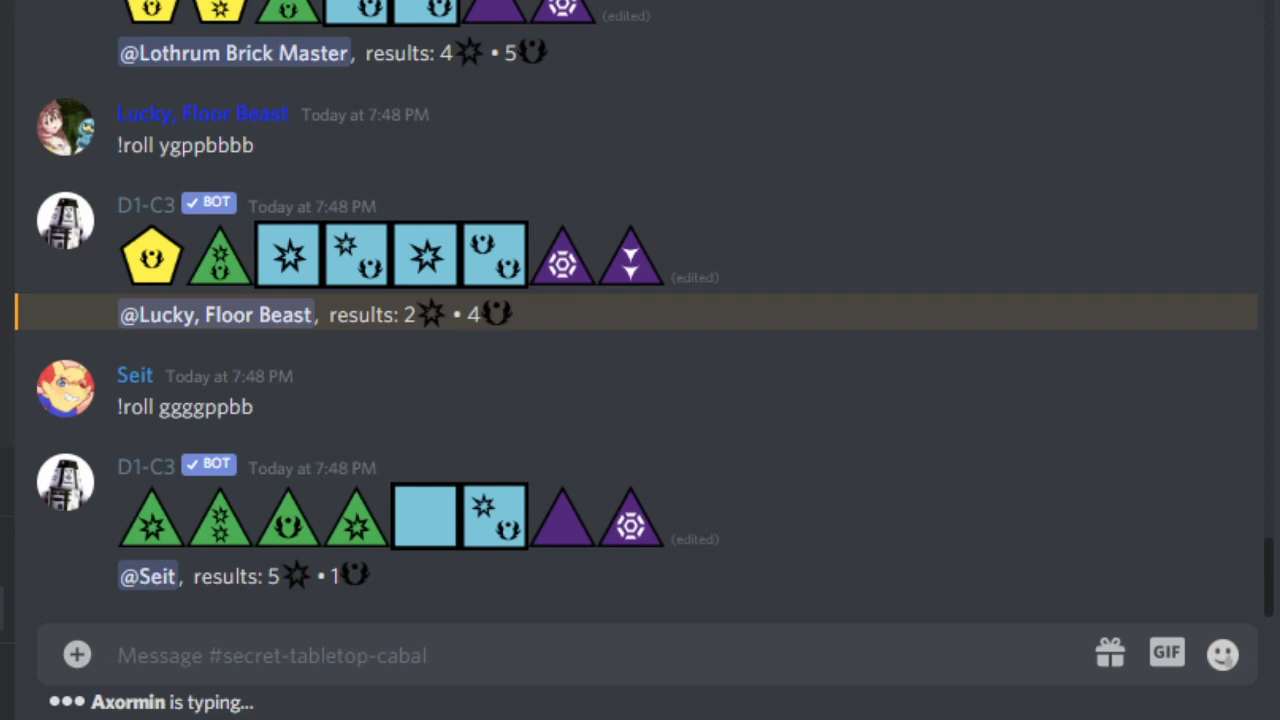 (edited)
@Lothrum Brick Master, results: 4 • 5
Lucky, Floor Beast Today at 7:48 PM
!roll ygppbbbb
D1-C3 ✓ BOT Today at 7:48 PM
(edited)
@Lucky, Floor Beast, results: 2 • 4
Seit Today at 7:48 PM
!roll ggggppbb
D1-C3 ✓ BOT Today at 7:48 PM
(edited)
@Seit, results: 5 • 1
Message #secret-tabletop-cabal
GIF
Axormin is typing...